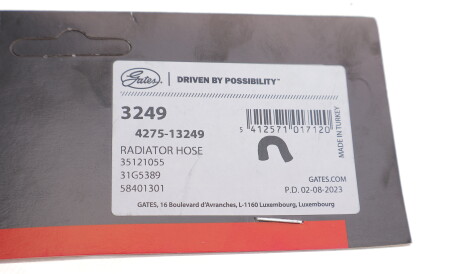 Gates
DRIVEN BY POSSIBILITY™
3249
4275-13249
RADIATOR HOSE
35121055
31G5389
58401301
5 412571 017120
MADE IN TURKEY
GATES.COM
P.D. 02-08-2023
GATES, 16 Boulevard d'Avranches, L-1160 Luxembourg, Luxembourg